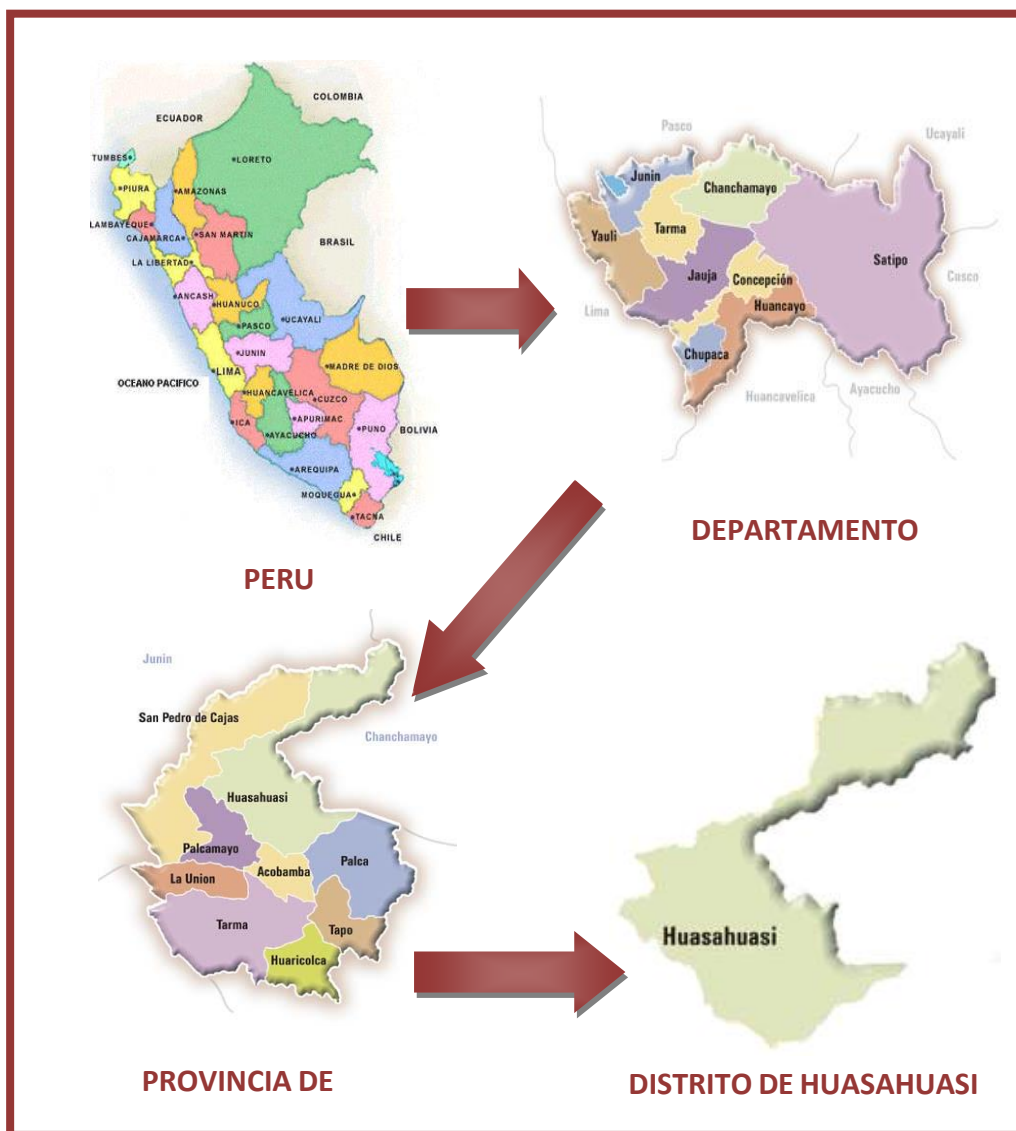 COLOMBIA
ECUADOR
TUMBES
LORETO
PIURA
AMAZONAS
LAMBAYEQUE
CAJAMARCA
SAN MARTIN
BRASIL
LA LIBERTAD
ANCASH
HUANUCO
UCAYALI
PASCO
JUNIN
LIMA
MADRE DE DIOS
OCEANO PACIFICO
HUANCAVELICA
CUZCO
ICA
APURIMAC
AYACUCHO
PUNO
BOLIVIA
AREQUIPA
MOQUEGUA
TACNA
CHILE
PERU
Pasco
Ucayali
Junin
Chanchamayo
Tarma
Yauli
Satipo
Jauja
Concepción
Cusco
Lima
Huancayo
Chupaca
Ayacucho
Huancavelica
DEPARTAMENTO
Junin
San Pedro de Cajas
Chanchamayo
Huasahuasi
Palcamayo
Palca
Acobamba
La Union
Tarma
Tapo
Huaricolca
PROVINCIA DE
Huasahuasi
DISTRITO DE HUASAHUASI